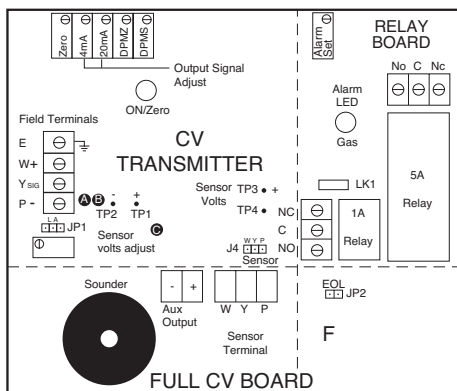 Zero
4mA
20mA
DPMZ
DPMS
Output Signal
Adjust
ON/Zero
Alarm
Set
RELAY
BOARD
No C Nc
Alarm
LED
Gas
Field Terminals
E
W+
Y SIG
P -
CV
TRANSMITTER
A B - +
TP2 TP1
L A
JP1
Sensor
volts adjust
C
Sensor
Volts
TP3 +
TP4
W Y P
J4
Sensor
LK1
NC
C
NO
1A
Relay
5A
Relay
Sounder
- +
Aux
Output
W Y P
Sensor
Terminal
EOL
JP2
F
FULL CV BOARD